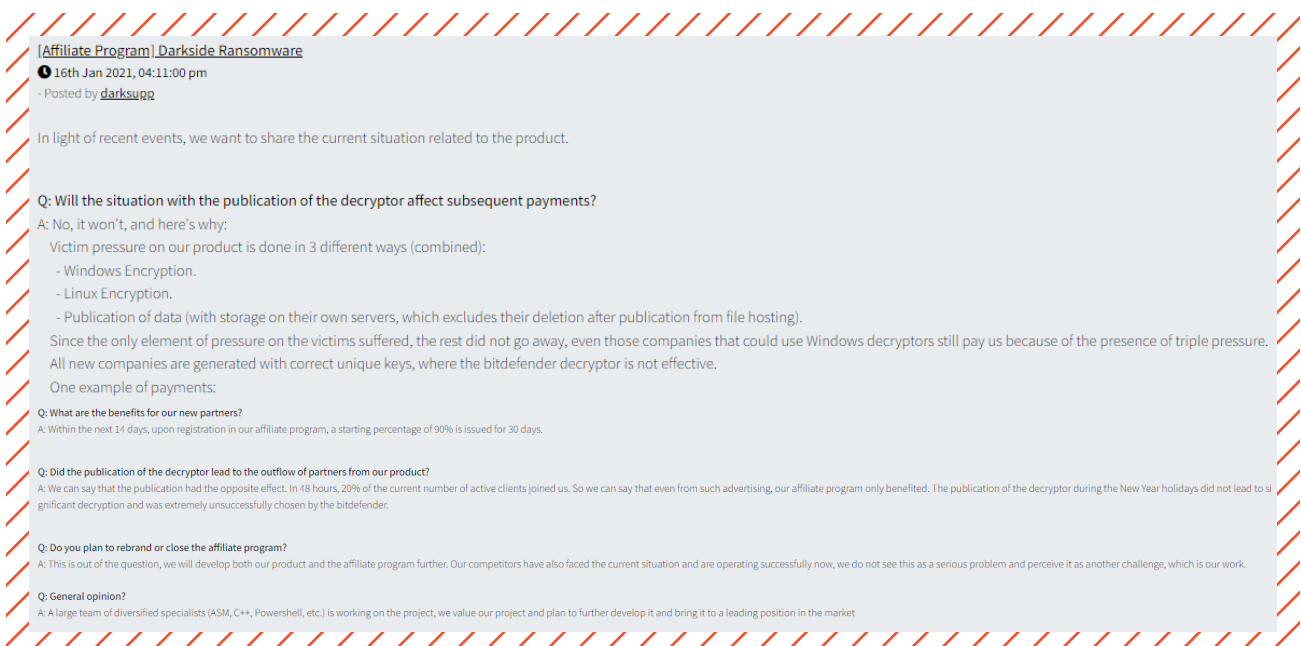 [Affiliate Program] Darkside Ransomware
16th Jan 2021, 04:11:00 pm
- Posted by darksupp
In light of recent events, we want to share the current situation related to the product.
Q: Will the situation with the publication of the decryptor affect subsequent payments?
A: No, it won't, and here's why:
Victim pressure on our product is done in 3 different ways (combined):
- Windows Encryption.
- Linux Encryption.
- Publication of data (with storage on their own servers, which excludes their deletion after publication from file hosting).
Since the only element of pressure on the victims suffered, the rest did not go away, even those companies that could use Windows decryptors still pay us because of the presence of triple pressure.
All new companies are generated with correct unique keys, where the bitdefender decryptor is not effective.
One example of payments:
Q: What are the benefits for our new partners?
A: Within the next 14 days, upon registration in our affiliate program, a starting percentage of 90% is issued for 30 days.
Q: Did the publication of the decryptor lead to the outflow of partners from our product?
A: We can say that the publication had the opposite effect. In 48 hours, 20% of the current number of active clients joined us. So we can say that even from such advertising, our affiliate program only benefited. The publication of the decryptor during the New Year holidays did not lead to si
gnificant decryption and was extremely unsuccessfully chosen by the bitdefender.
Q: Do you plan to rebrand or close the affiliate program?
A: This is out of the question, we will develop both our product and the affiliate program further. Our competitors have also faced the current situation and are operating successfully now, we do not see this as a serious problem and perceive it as another challenge, which is our work.
Q: General opinion?
A: A large team of diversified specialists (ASM, C++, Powershell, etc.) is working on the project, we value our project and plan to further develop it and bring it to a leading position in the market